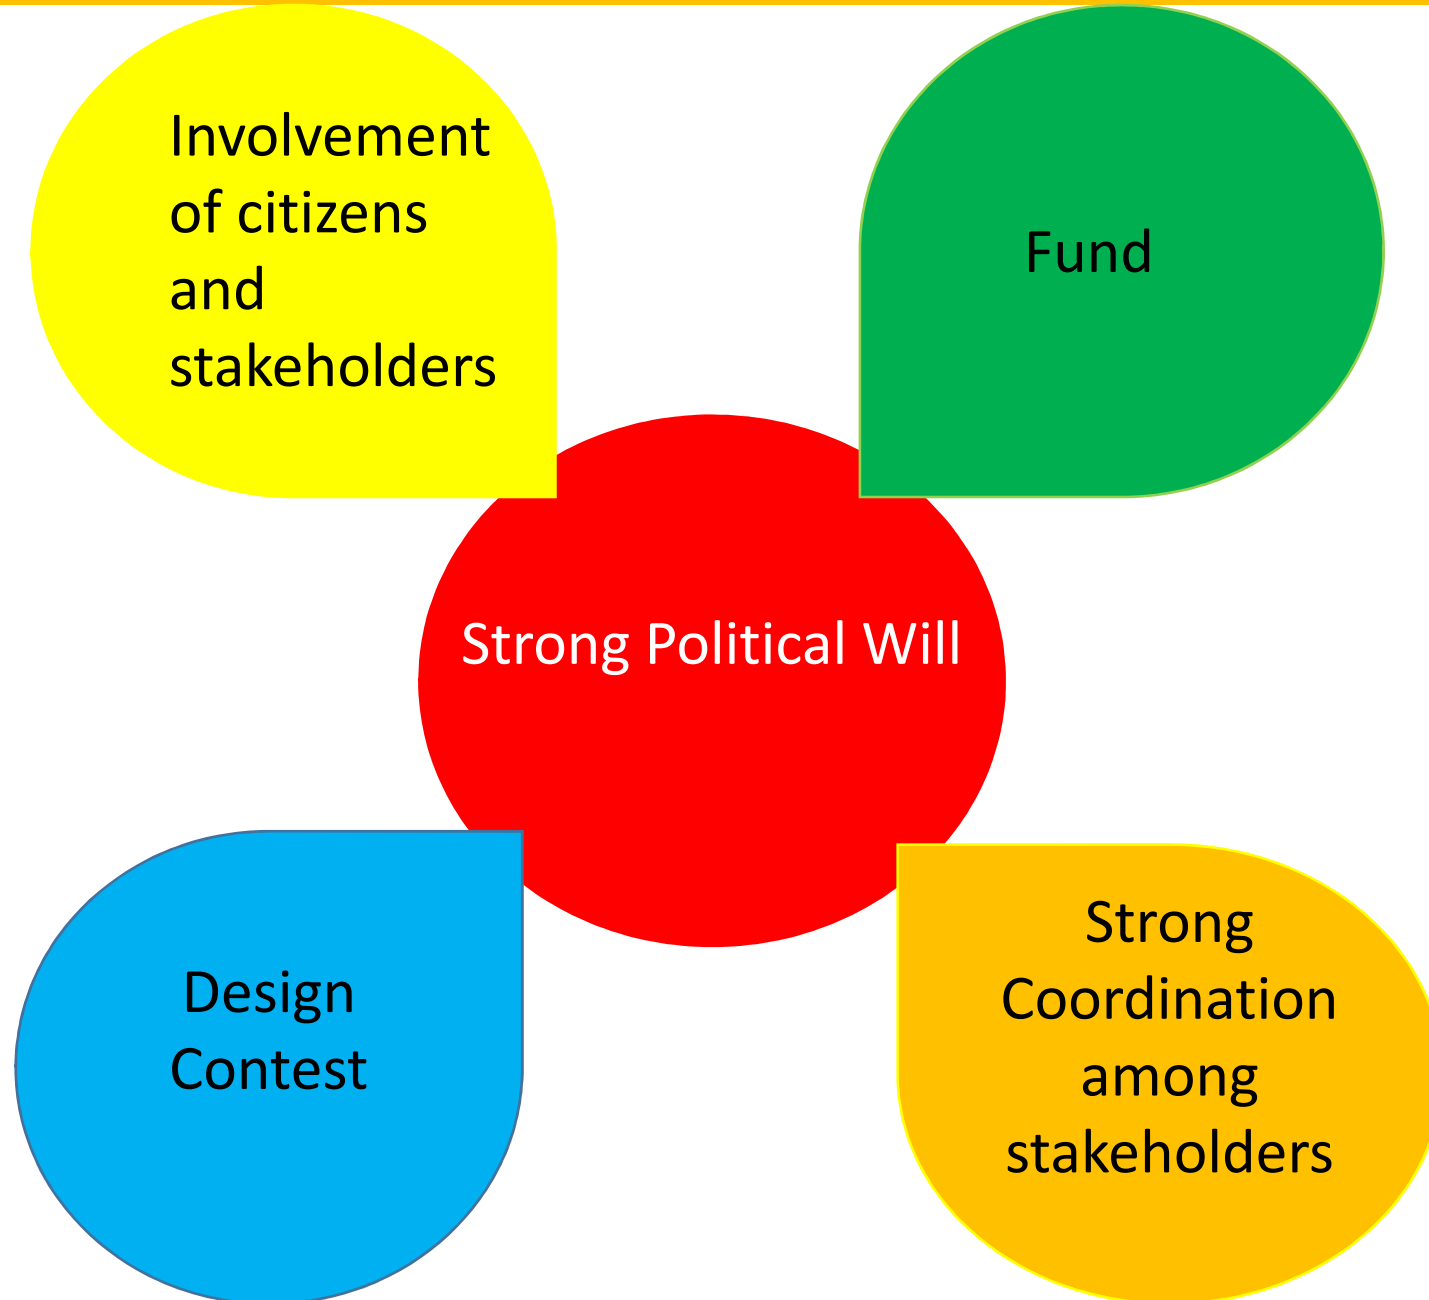 Involvement
of citizens
and
stakeholders
Fund
Strong Political Will
Design
Contest
Strong
Coordination
among
stakeholders